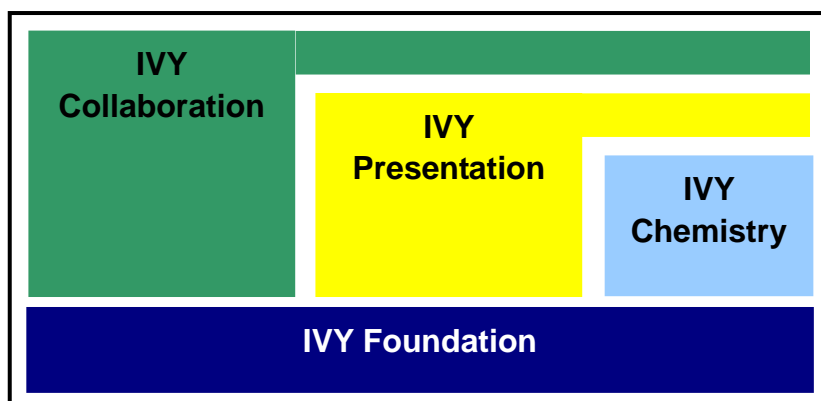 IVY
Collaboration
IVY
Presentation
IVY
Chemistry
IVY Foundation